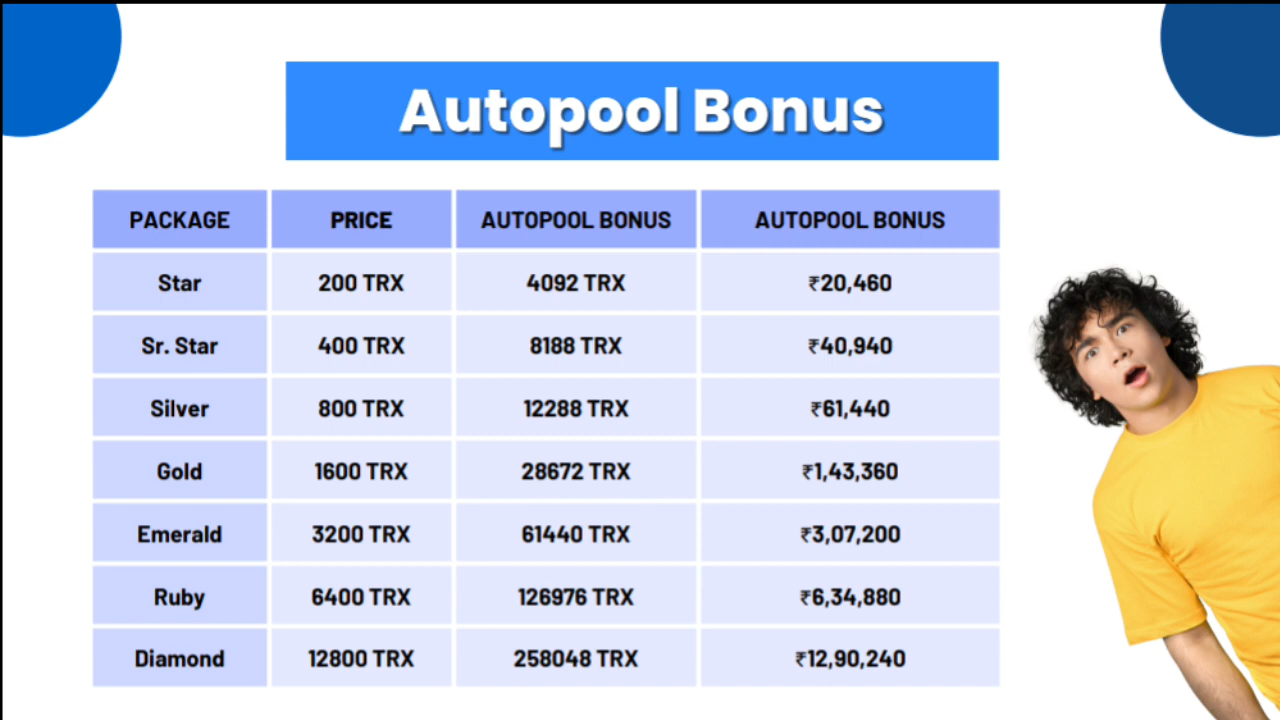 Autopool Bonus
PACKAGE PRICE AUTOPOOL BONUS AUTOPOOL BONUS
Star 200 TRX 4092 TRX ₹20,460
Sr. Star 400 TRX 8188 TRX ₹40,940
Silver 800 TRX 12288 TRX ₹61,440
Gold 1600 TRX 28672 TRX ₹1,43,360
Emerald 3200 TRX 61440 TRX ₹3,07,200
Ruby 6400 TRX 126976 TRX ₹6,34,880
Diamond 12800 TRX 258048 TRX ₹12,90,240